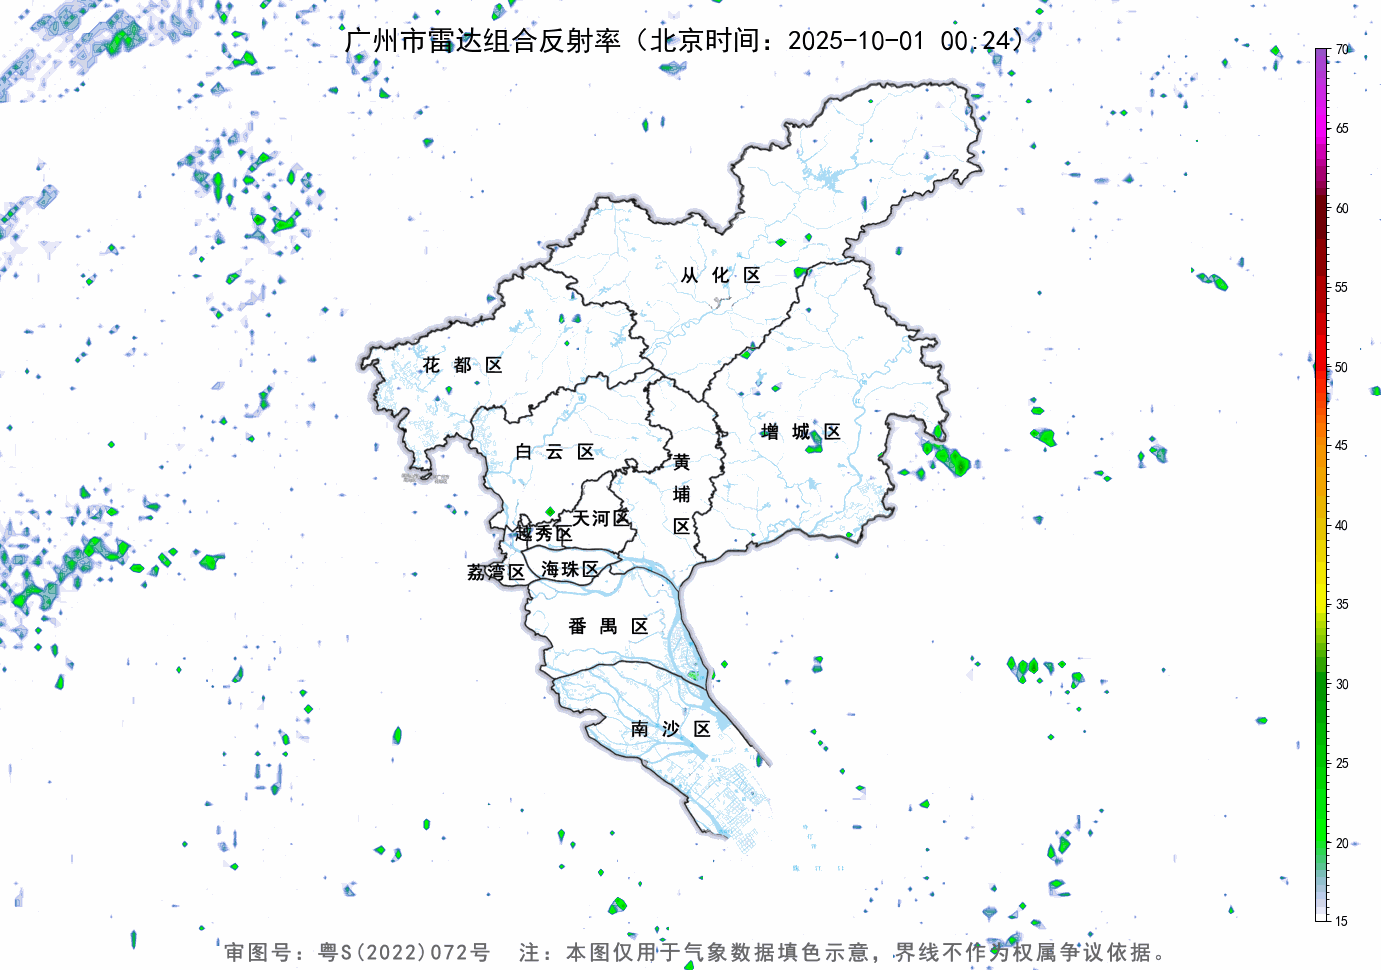 广州市雷达组合反射率（北京时间：2025-10-01 00:24）
70
65
60
55
50
45
40
35
30
25
20
15
从化区
花都区
增城区
白云区
黄埔区
天河区
越秀区
荔湾区
海珠区
番禺区
南沙区
审图号：粤S(2022)072号 注：本图仅用于气象数据填色示意，界线不作为权属争议依据。